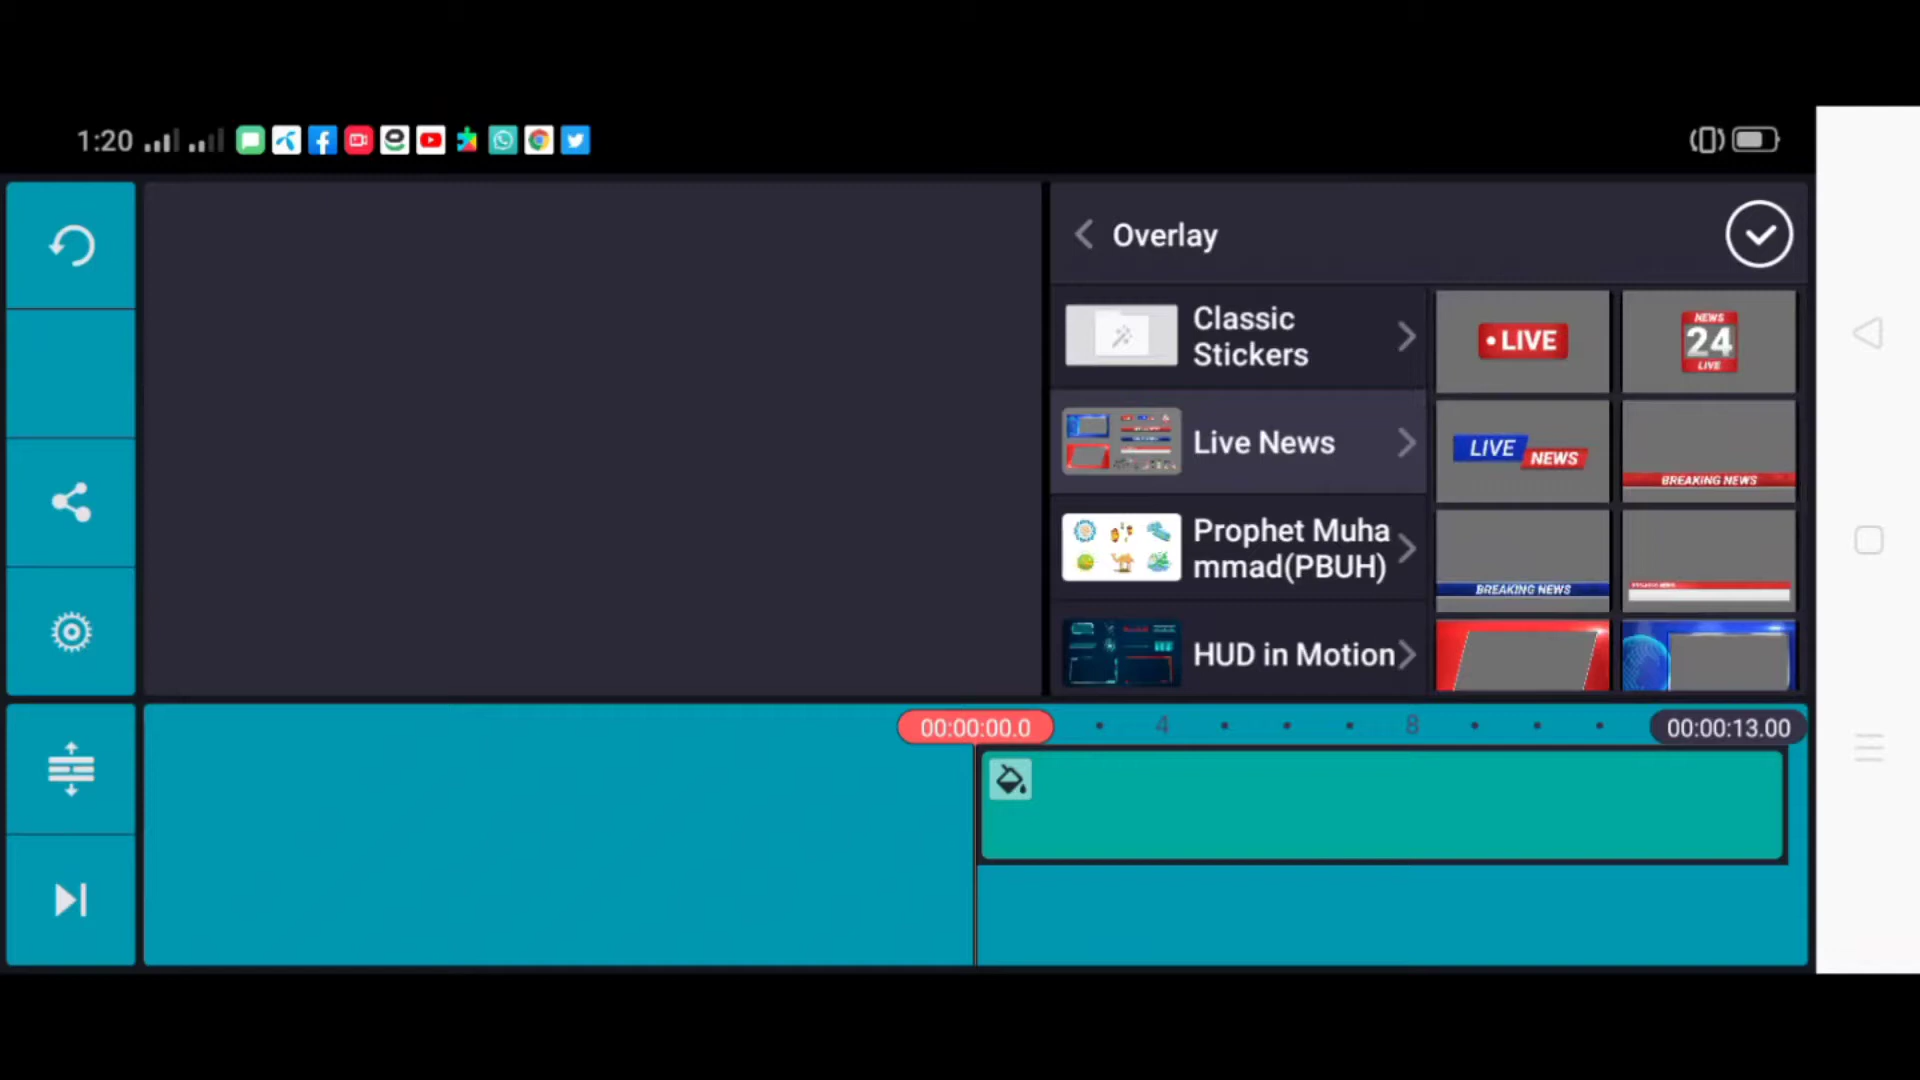 1:20
Overlay
Classic
Stickers
Live News
Prophet Muha
mmad(PBUH)
HUD in Motion
LIVE
NEWS
24
LIVE
LIVE NEWS
BREAKING NEWS
BREAKING NEWS
00:00:00.0
4
8
00:00:13.00